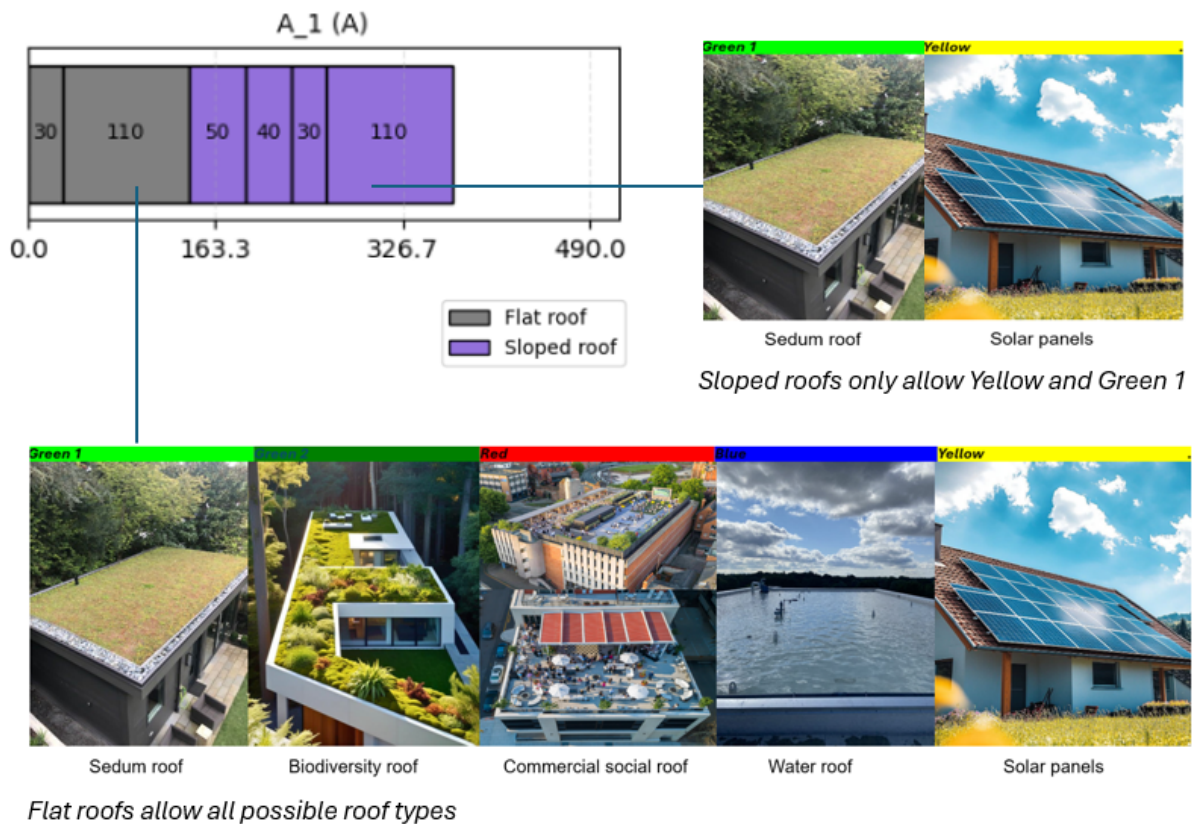 A_1 (A)
30 110 50 40 30 110
0.0 163.3 326.7 490.0
Flat roof
Sloped roof
Green 1 Yellow .
Sedum roof Solar panels
Sloped roofs only allow Yellow and Green 1
Green 1 Green 2 Red Blue Yellow .
Sedum roof Biodiversity roof Commercial social roof Water roof Solar panels
Flat roofs allow all possible roof types